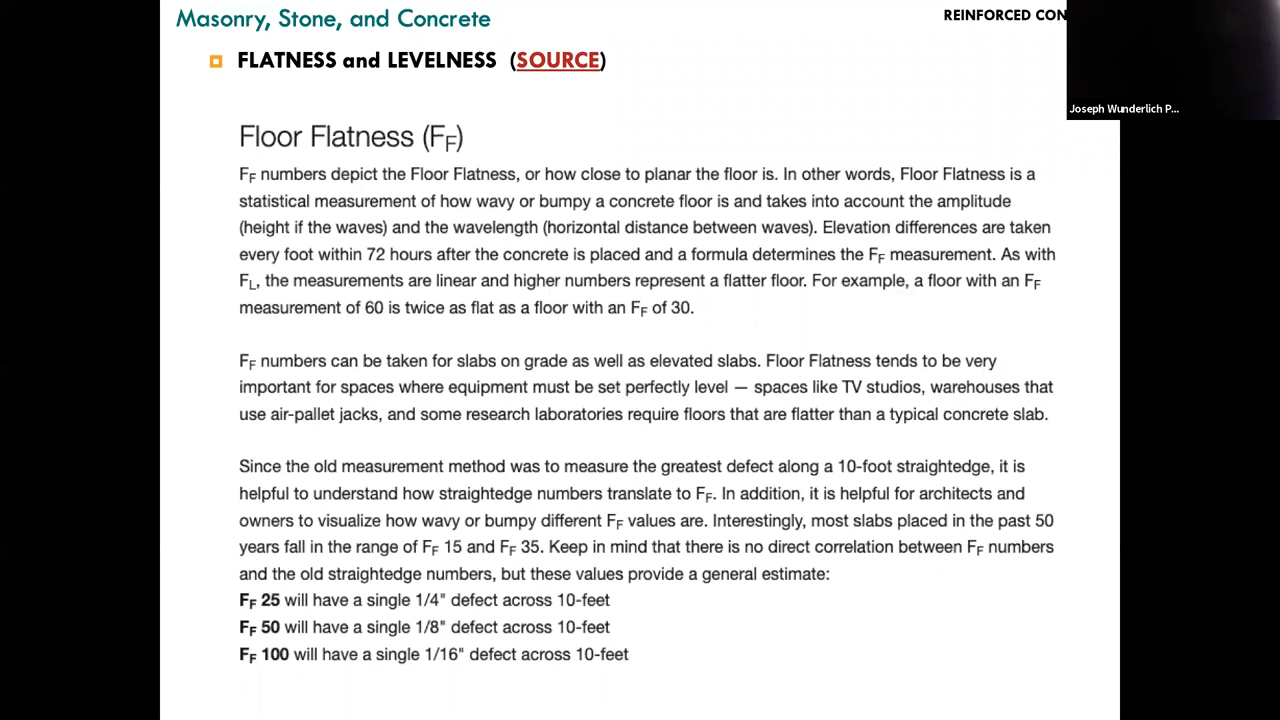 Masonry, Stone, and Concrete
REINFORCED CON
Joseph Wunderlich P...
FLATNESS and LEVELNESS (SOURCE)
Floor Flatness (FF)
FF numbers depict the Floor Flatness, or how close to planar the floor is. In other words, Floor Flatness is a
statistical measurement of how wavy or bumpy a concrete floor is and takes into account the amplitude
(height if the waves) and the wavelength (horizontal distance between waves). Elevation differences are taken
every foot within 72 hours after the concrete is placed and a formula determines the FF measurement. As with
FL, the measurements are linear and higher numbers represent a flatter floor. For example, a floor with an FF
measurement of 60 is twice as flat as a floor with an FF of 30.
FF numbers can be taken for slabs on grade as well as elevated slabs. Floor Flatness tends to be very
important for spaces where equipment must be set perfectly level — spaces like TV studios, warehouses that
use air-pallet jacks, and some research laboratories require floors that are flatter than a typical concrete slab.
Since the old measurement method was to measure the greatest defect along a 10-foot straightedge, it is
helpful to understand how straightedge numbers translate to FF. In addition, it is helpful for architects and
owners to visualize how wavy or bumpy different FF values are. Interestingly, most slabs placed in the past 50
years fall in the range of FF 15 and FF 35. Keep in mind that there is no direct correlation between FF numbers
and the old straightedge numbers, but these values provide a general estimate:
FF 25 will have a single 1/4" defect across 10-feet
FF 50 will have a single 1/8" defect across 10-feet
FF 100 will have a single 1/16" defect across 10-feet